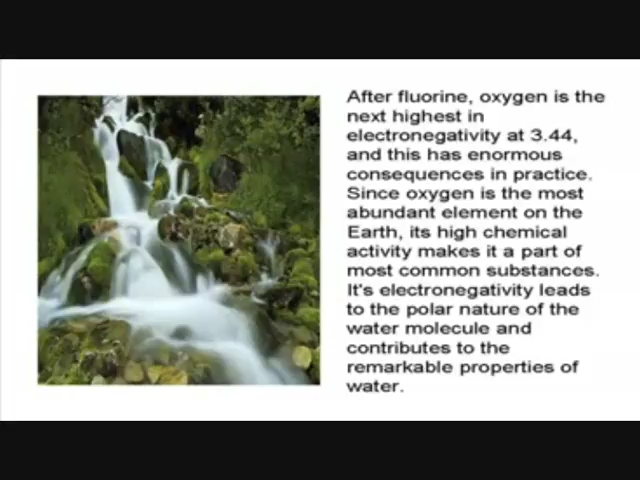 After fluorine, oxygen is the
next highest in
electronegativity at 3.44,
and this has enormous
consequences in practice.
Since oxygen is the most
abundant element on the
Earth, its high chemical
activity makes it a part of
most common substances.
It's electronegativity leads
to the polar nature of the
water molecule and
contributes to the
remarkable properties of
water.